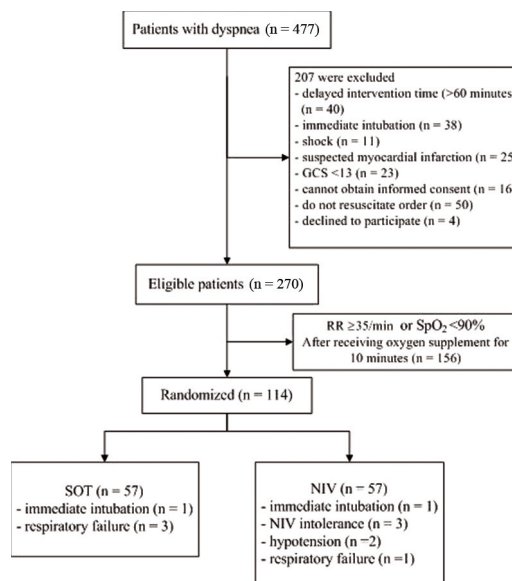 Patients with dyspnea (n = 477)
207 were excluded
- delayed intervention time (>60 minutes
(n = 40)
- immediate intubation (n = 38)
- shock (n = 11)
- suspected myocardial infarction (n = 25
- GCS <13 (n = 23)
- cannot obtain informed consent (n = 16
- do not resuscitate order (n = 50)
- declined to participate (n = 4)
Eligible patients (n = 270)
RR ≥35/min or SpO₂<90%
After receiving oxygen supplement for
10 minutes (n = 156)
Randomized (n = 114)
SOT (n = 57)
- immediate intubation (n = 1)
- respiratory failure (n = 3)
NIV (n = 57)
- immediate intubation (n = 1)
- NIV intolerance (n = 3)
- hypotension (n =2)
- respiratory failure (n =1)